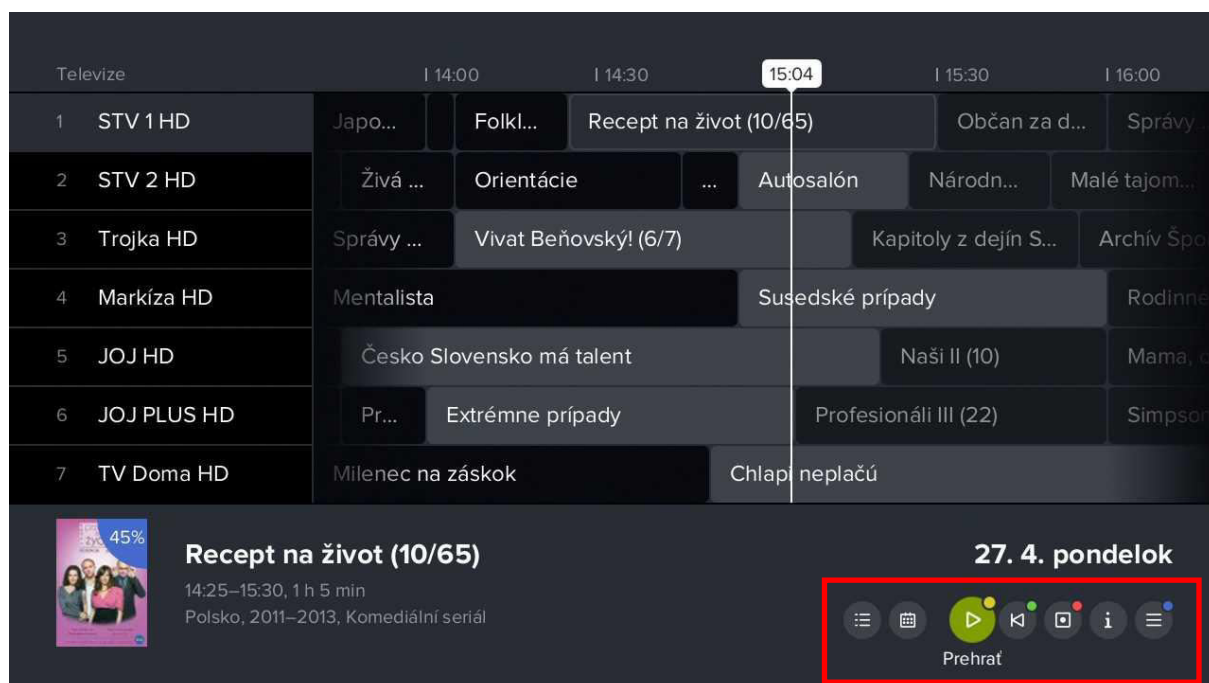 Televize 14:00 14:30 15:04 15:30 16:00
1 STV 1 HD Japo... Folkl... Recept na život (10/65) Občan za d... Správy
2 STV 2 HD Živá ... Orientácie ... Autosalón Národn... Malé tajom...
3 Trojka HD Správy ... Vivat Beňovský! (6/7) Kapitoly z dejín S... Archív Špo
4 Markíza HD Mentalista Susedské prípady Rodinné
5 JOJ HD Česko Slovensko má talent Naši II (10) Mama,
6 JOJ PLUS HD Pr... Extrémne prípady Profesionáli III (22) Simpson
7 TV Doma HD Milenec na záskok Chlapi neplačú
45%
Recept na život (10/65) 27. 4. pondelok
14:25–15:30, 1 h 5 min
Polsko, 2011–2013, Komediální seriál
Prehrať